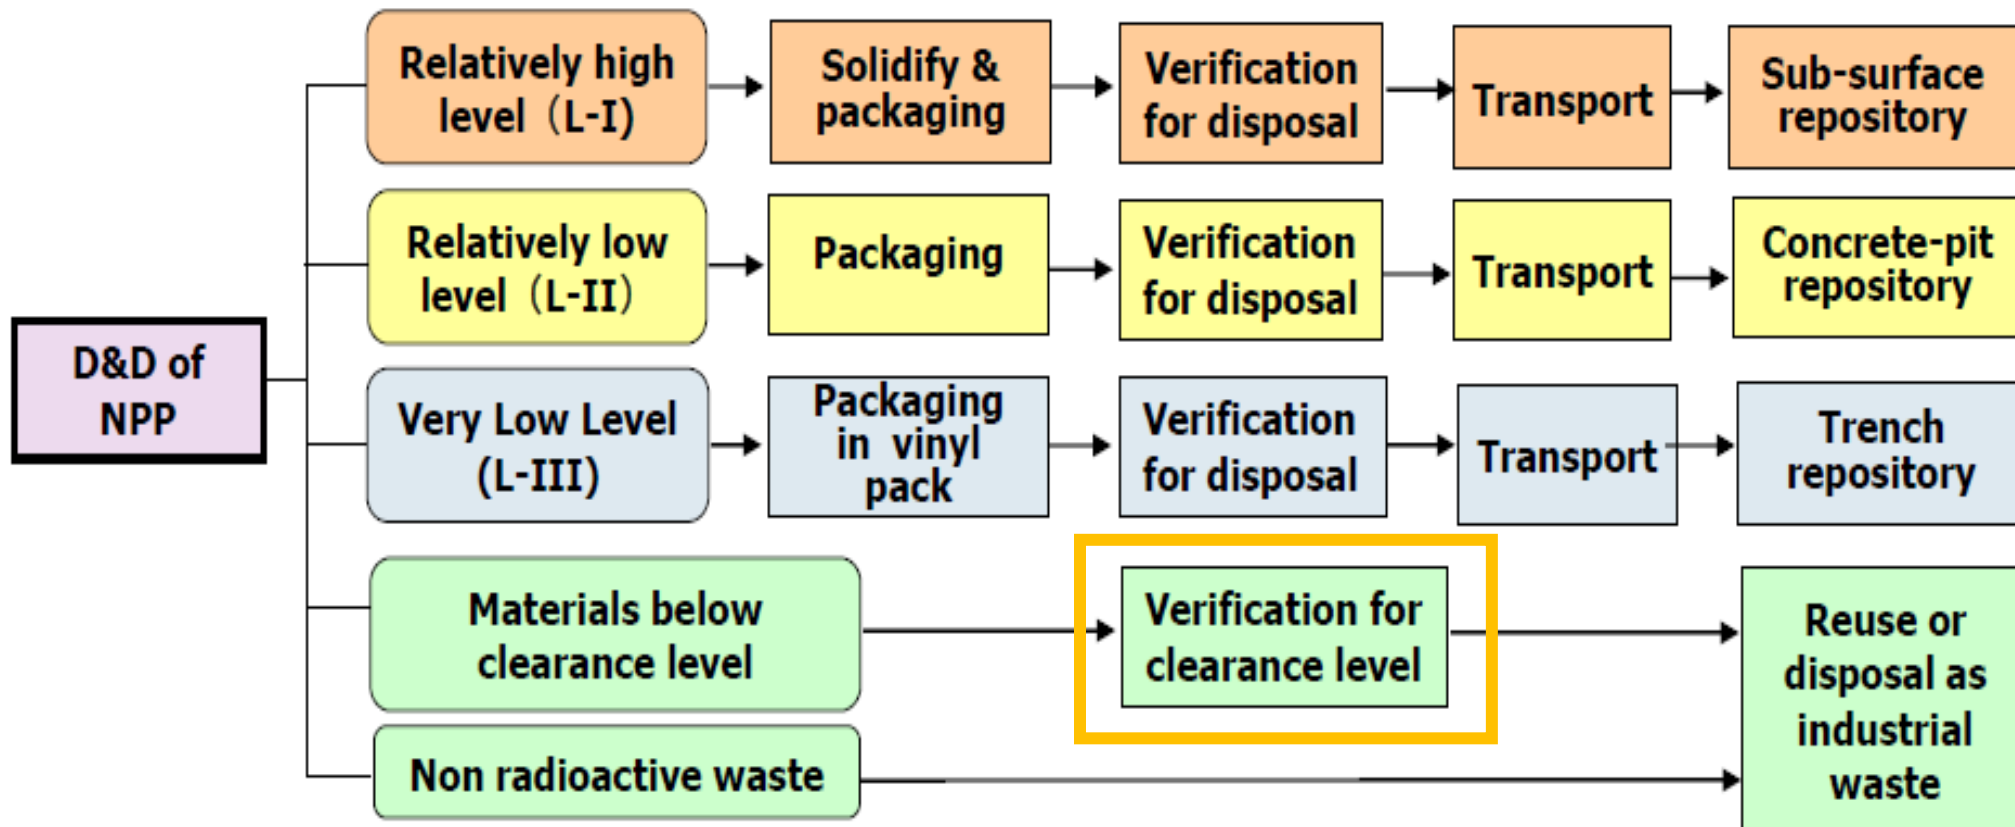 D&D of
NPP
Relatively high
level（L-I)
Solidify &
packaging
Verification
for disposal
Transport
Sub-surface
repository
Relatively low
level（L-II）
Packaging
Verification
for disposal
Transport
Concrete-pit
repository
Very Low Level
(L-III)
Packaging
in vinyl
pack
Verification
for disposal
Transport
Trench
repository
Materials below
clearance level
Verification for
clearance level
Reuse or
disposal as
industrial
waste
Non radioactive waste